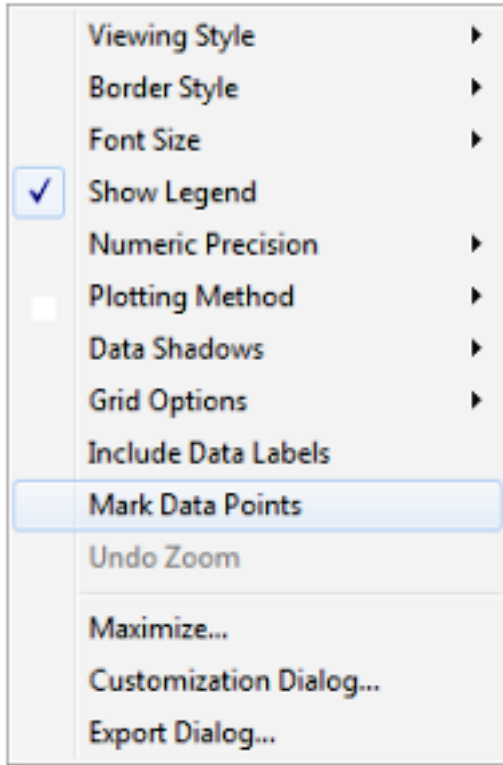 Viewing Style
Border Style
Font Size
Show Legend
Numeric Precision
Plotting Method
Data Shadows
Grid Options
Include Data Labels
Mark Data Points
Undo Zoom
Maximize...
Customization Dialog...
Export Dialog...